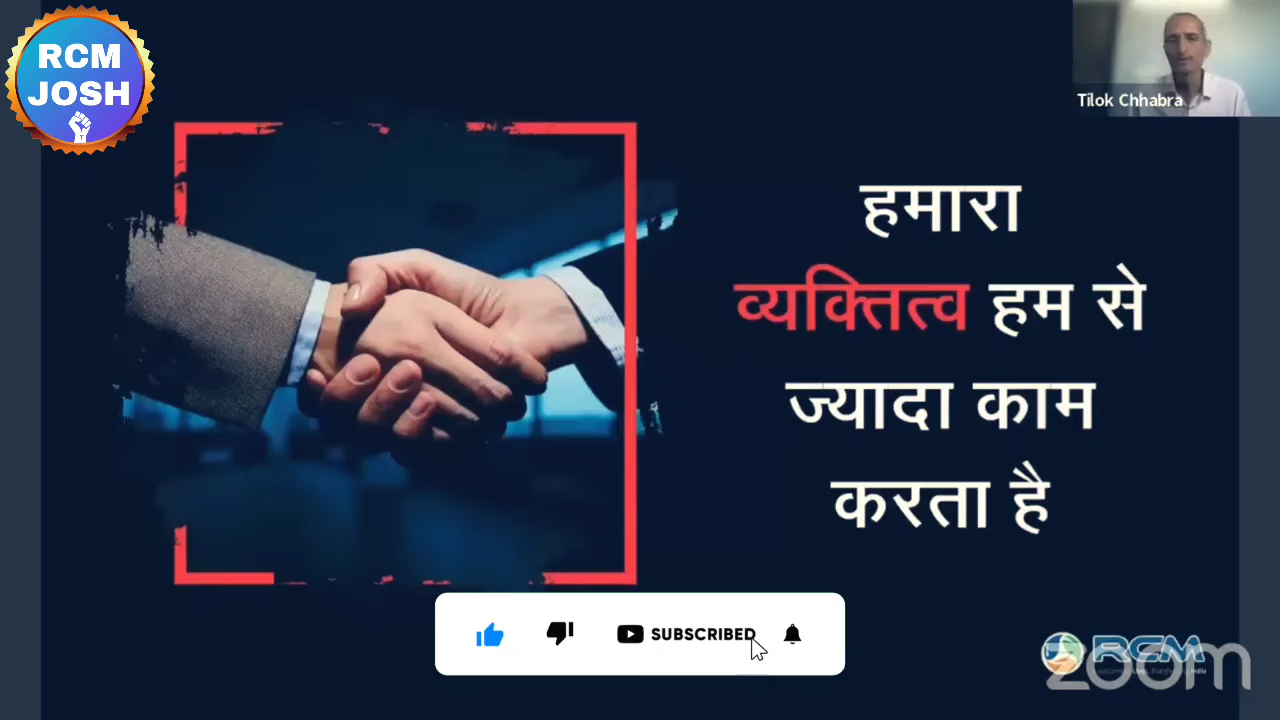 RCM
JOSH
Tilok Chhabra
हमारा
व्यक्तित्व हम से
ज्यादा काम
करता है
SUBSCRIBED
RCM
zoom